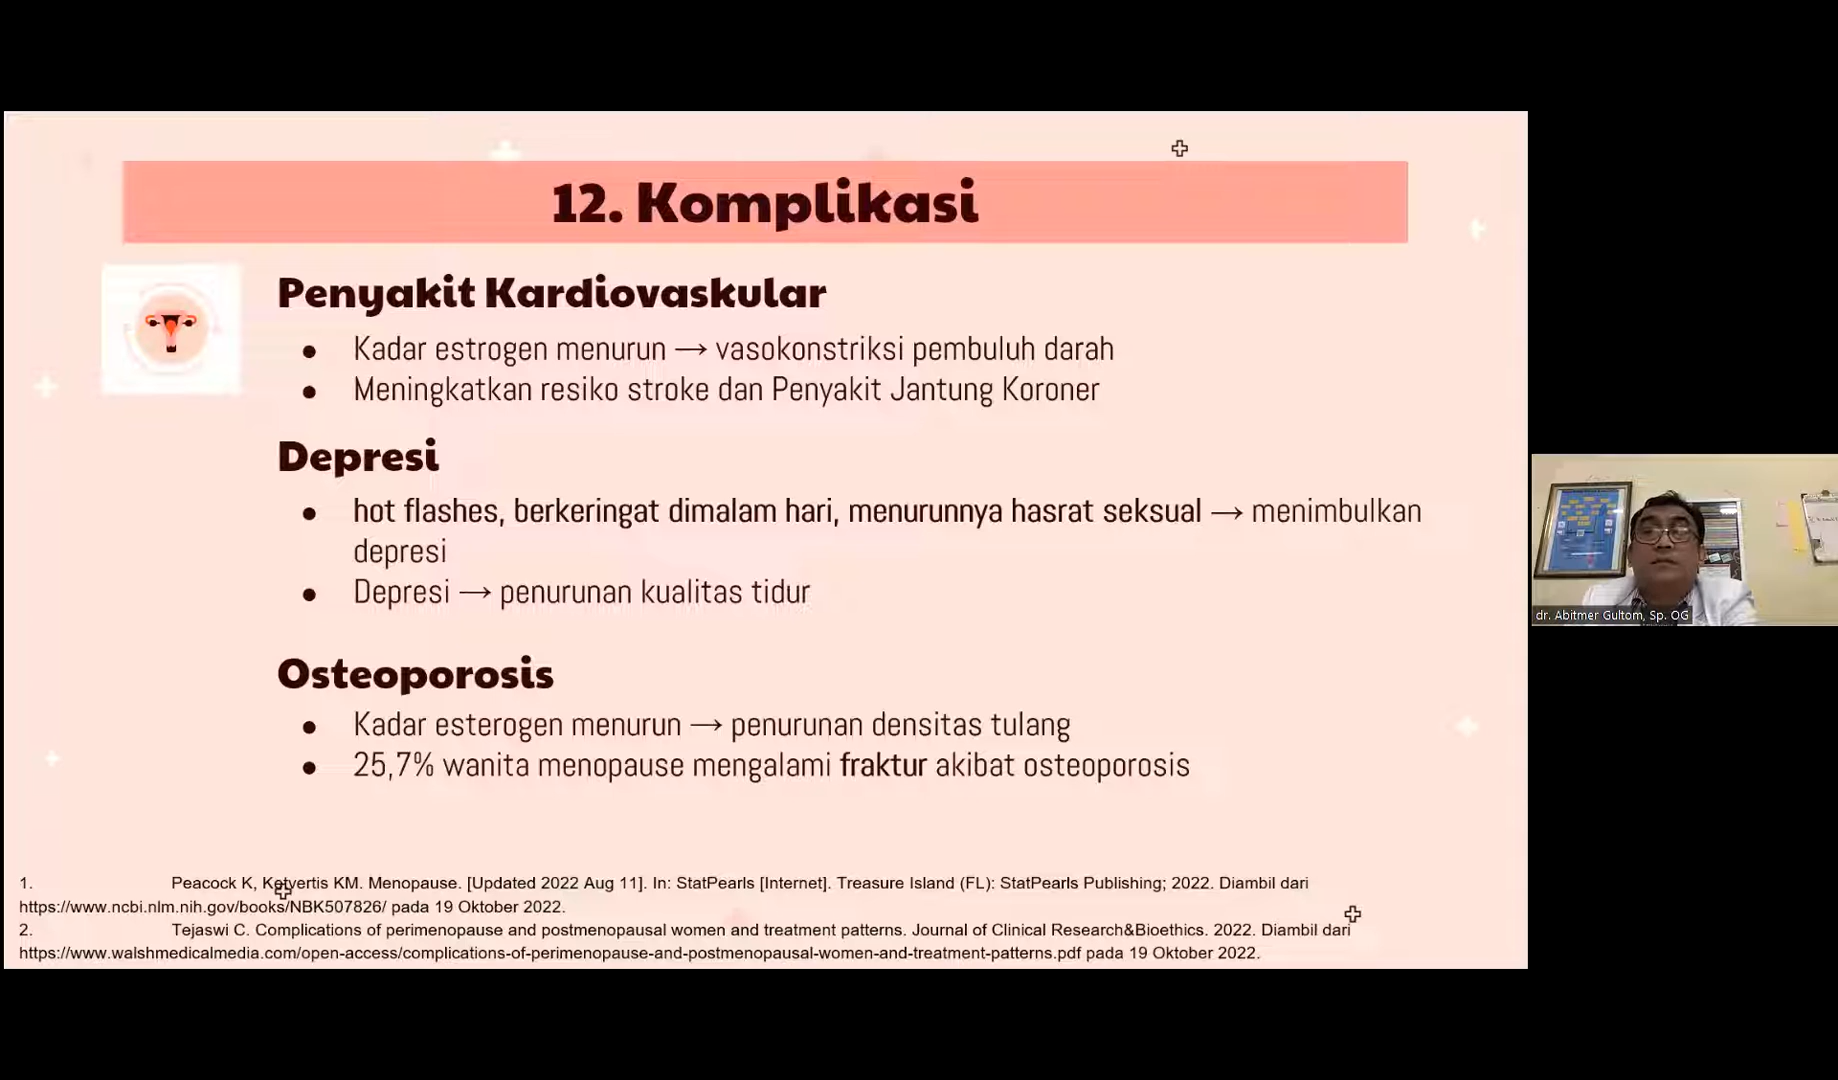 12. Komplikasi
Penyakit Kardiovaskular
● Kadar estrogen menurun → vasokonstriksi pembuluh darah
● Meningkatkan resiko stroke dan Penyakit Jantung Koroner
Depresi
● hot flashes, berkeringat dimalam hari, menurunnya hasrat seksual → menimbulkan
depresi
● Depresi → penurunan kualitas tidur
Osteoporosis
● Kadar esterogen menurun → penurunan densitas tulang
● 25,7% wanita menopause mengalami fraktur akibat osteoporosis
1. Peacock K, Ketvertis KM. Menopause. [Updated 2022 Aug 11]. In: StatPearls [Internet]. Treasure Island (FL): StatPearls Publishing; 2022. Diambil dari
https://www.ncbi.nlm.nih.gov/books/NBK507826/ pada 19 Oktober 2022.
2. Tejaswi C. Complications of perimenopause and postmenopausal women and treatment patterns. Journal of Clinical Research&Bioethics. 2022. Diambil dari
https://www.walshmedicalmedia.com/open-access/complications-of-perimenopause-and-postmenopausal-women-and-treatment-patterns.pdf pada 19 Oktober 2022.
dr. Abitmer Gultom, Sp. OG